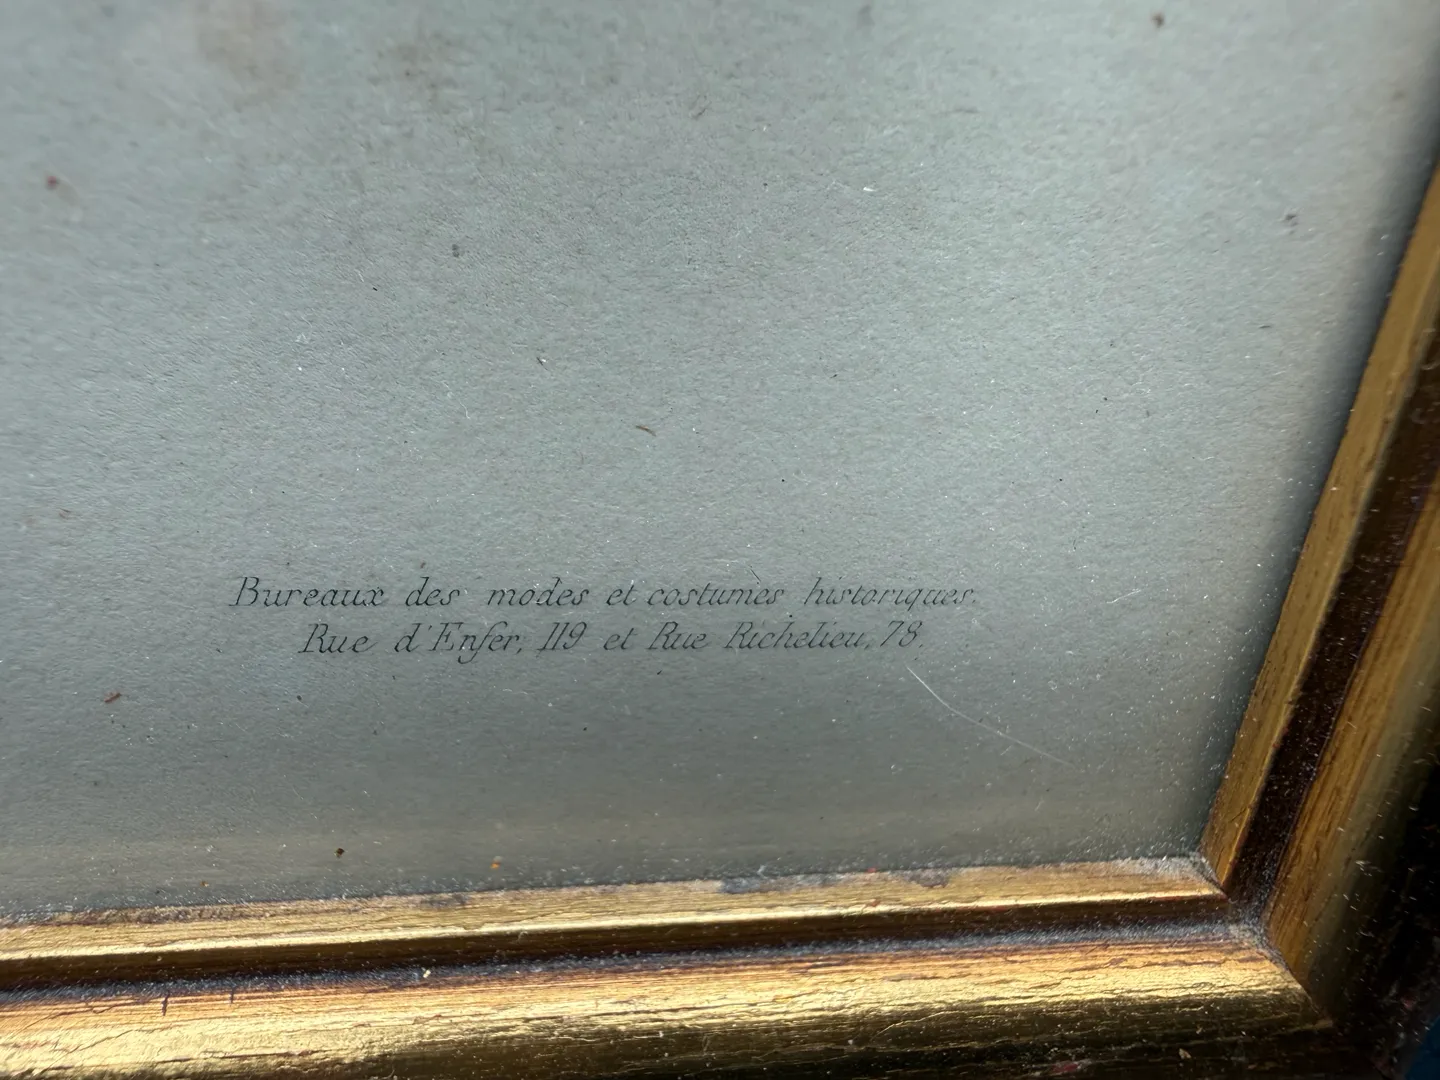 Bureaux des modes et costumes historiques.
Rue d'Enfer, 119 et Rue Richelieu, 78.